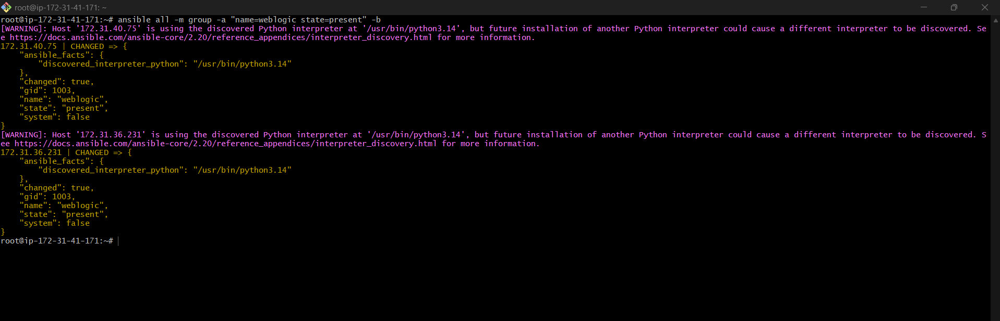 root@ip-172-31-41-171: ~
root@ip-172-31-41-171:~# ansible all -m group -a "name=weblogic state=present" -b
[WARNING]: Host '172.31.40.75' is using the discovered Python interpreter at '/usr/bin/python3.14', but future installation of another Python interpreter could cause a different interpreter to be discovered. Se
e https://docs.ansible.com/ansible-core/2.20/reference_appendices/interpreter_discovery.html for more information.
172.31.40.75 | CHANGED => {
    "ansible_facts": {
        "discovered_interpreter_python": "/usr/bin/python3.14"
    },
    "changed": true,
    "gid": 1003,
    "name": "weblogic",
    "state": "present",
    "system": false
}
[WARNING]: Host '172.31.36.231' is using the discovered Python interpreter at '/usr/bin/python3.14', but future installation of another Python interpreter could cause a different interpreter to be discovered. S
ee https://docs.ansible.com/ansible-core/2.20/reference_appendices/interpreter_discovery.html for more information.
172.31.36.231 | CHANGED => {
    "ansible_facts": {
        "discovered_interpreter_python": "/usr/bin/python3.14"
    },
    "changed": true,
    "gid": 1003,
    "name": "weblogic",
    "state": "present",
    "system": false
}
root@ip-172-31-41-171:~#